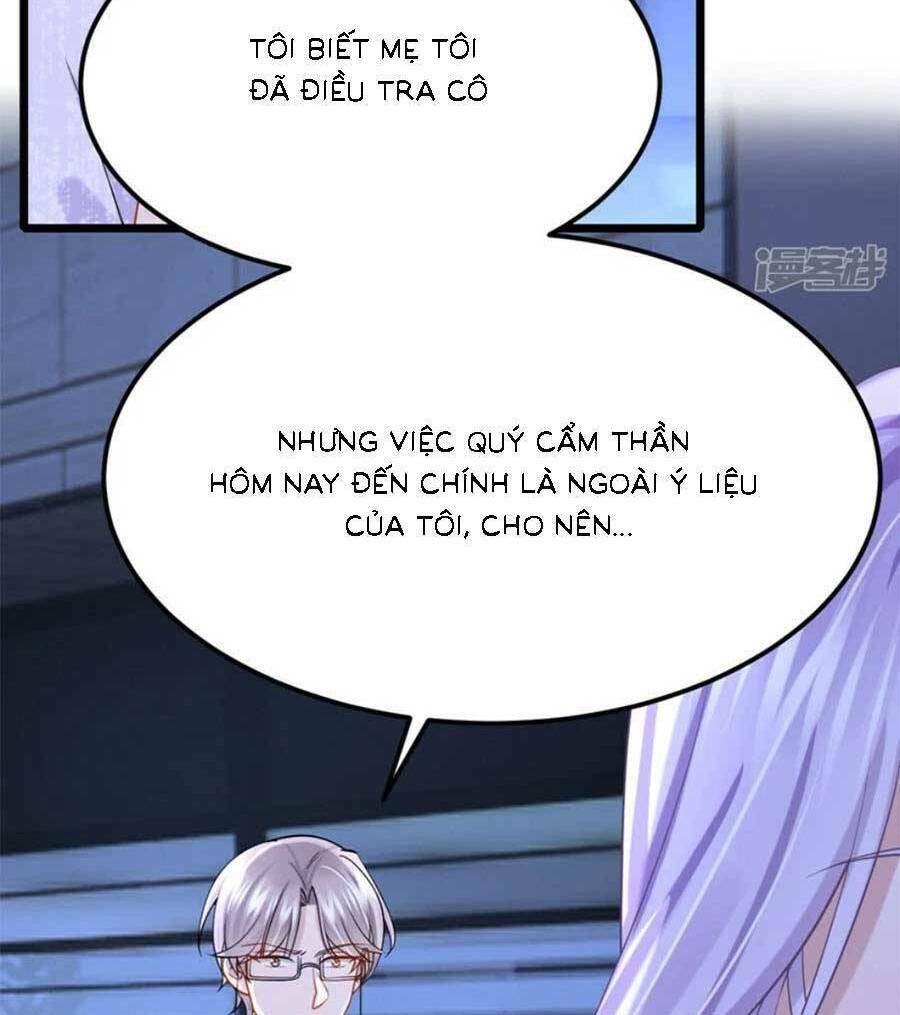 TÔI BIẾT MẸ TÔI
ĐÃ ĐIỀU TRA CÔ
漫客栈
NHƯNG VIỆC QUÝ CẨM THẦN
HÔM NAY ĐẾN CHÍNH LÀ NGOÀI Ý LIỆU
CỦA TÔI, CHO NÊN...